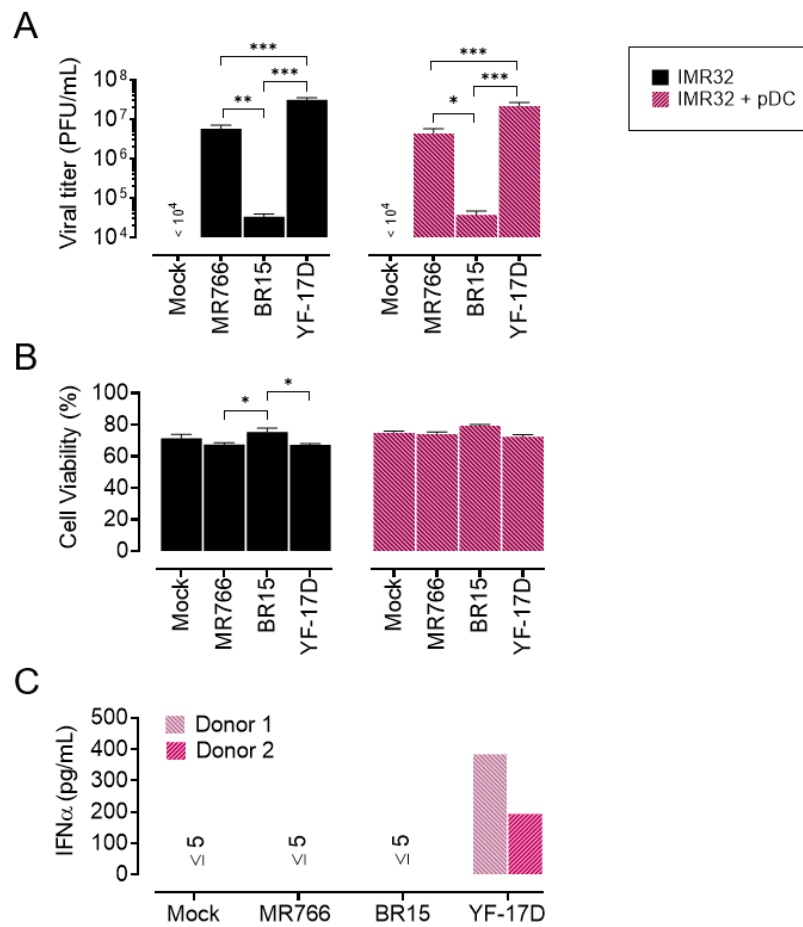 A
*** ***
** *** * ***
IMR32
IMR32 + pDC
Viral titer (PFU/mL)
10⁸
10⁷
10⁶
10⁵
10⁴
< 10⁴ < 10⁴
Mock MR766 BR15 YF-17D Mock MR766 BR15 YF-17D
B
* *
Cell Viability (%)
100
80
60
40
20
0
Mock MR766 BR15 YF-17D Mock MR766 BR15 YF-17D
C
IFNα (pg/mL)
500
400
300
200
100
0
Donor 1
Donor 2
≤ 5 ≤ 5 ≤ 5
Mock MR766 BR15 YF-17D